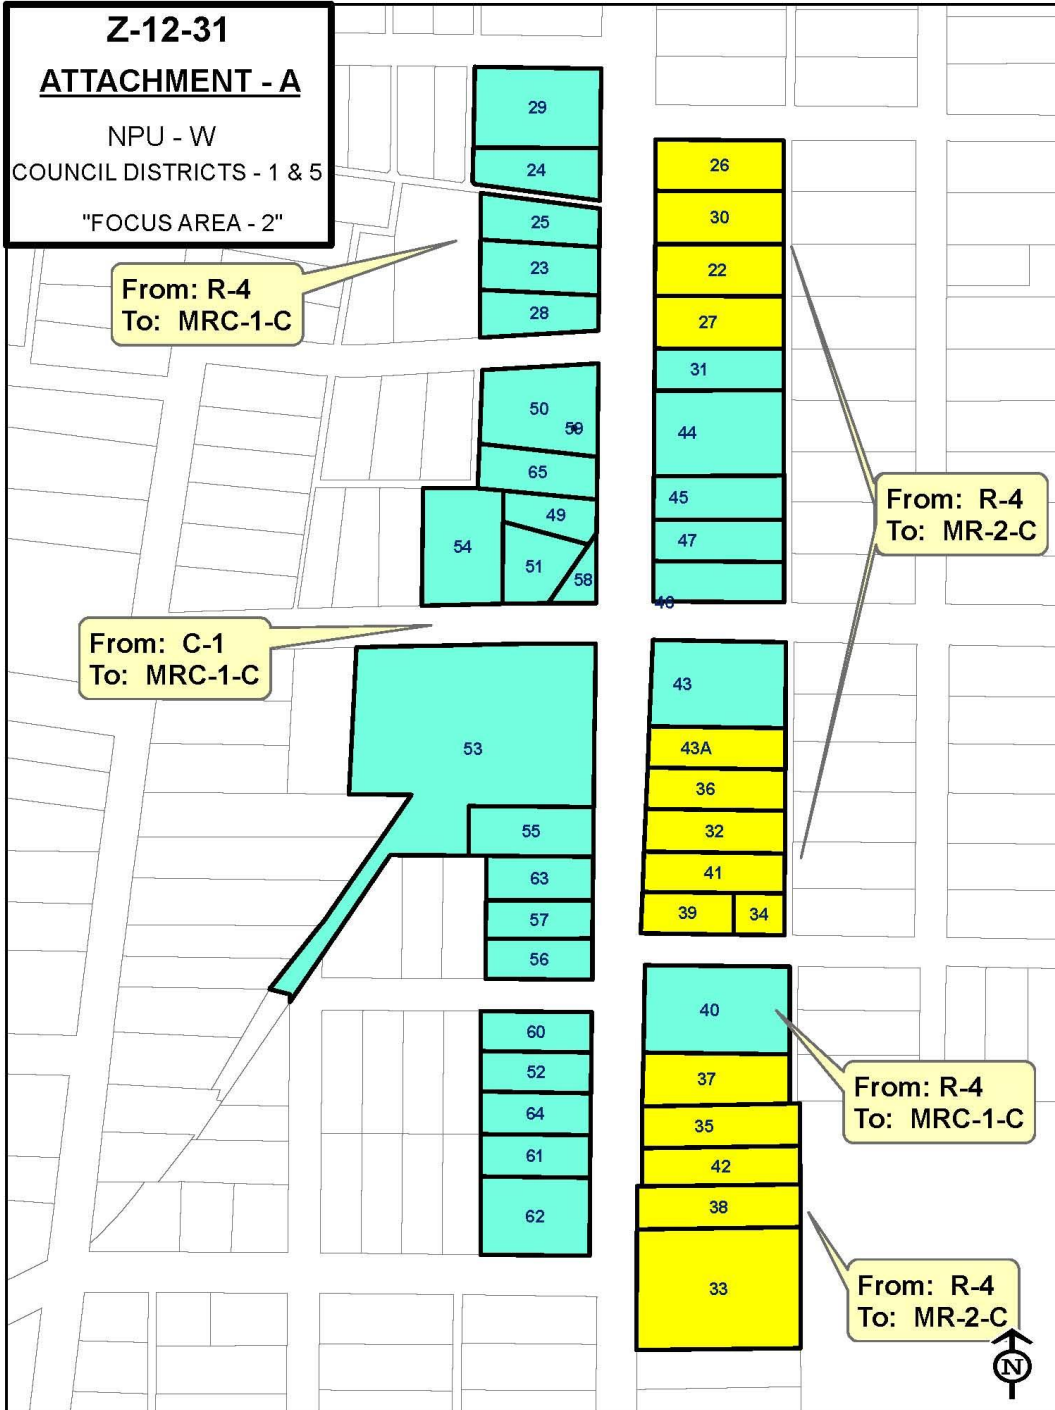 Z-12-31
ATTACHMENT - A
NPU - W
COUNCIL DISTRICTS - 1 & 5
"FOCUS AREA - 2"
29
24
26
25
30
From: R-4
To: MRC-1-C
23
22
28
27
31
50
59
44
From: R-4
To: MR-2-C
65
45
49
54
47
51
58
From: C-1
To: MRC-1-C
43
53
43A
36
55
32
63
41
57
39
34
56
40
60
52
37
From: R-4
To: MRC-1-C
64
35
61
42
62
38
33
From: R-4
To: MR-2-C
N